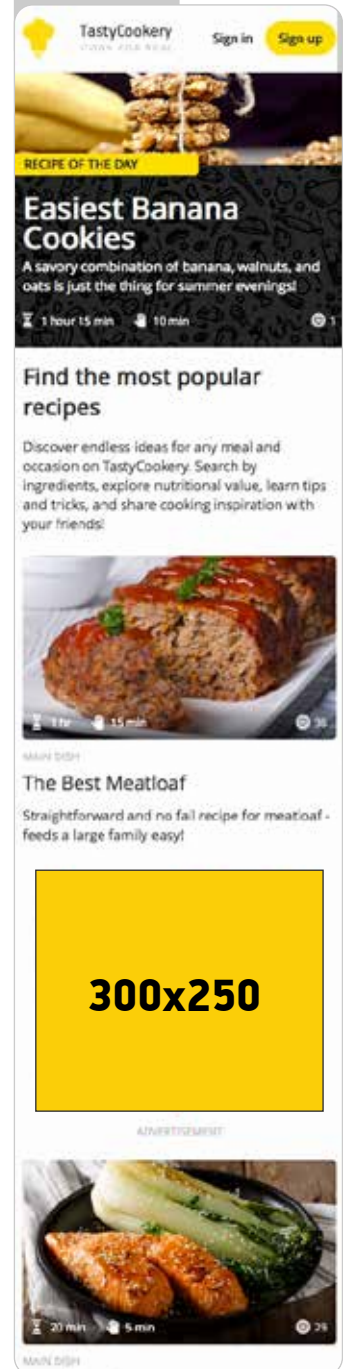 TastyCookery
COOK FOR REAL
Sign in
Sign up
RECIPE OF THE DAY
Easiest Banana
Cookies
A savory combination of banana, walnuts, and
oats is just the thing for summer evenings!
1 hour 15 min
10 min
1
Find the most popular
recipes
Discover endless ideas for any meal and
occasion on TastyCookery. Search by
ingredients, explore nutritional value, learn tips
and tricks, and share cooking inspiration with
your friends!
1 hr
15 min
MAIN DISH
The Best Meatloaf
Straightforward and no fail recipe for meatloaf -
feeds a large family easy!
300x250
ADVERTISEMENT
20 min
5 min
29
MAIN DISH